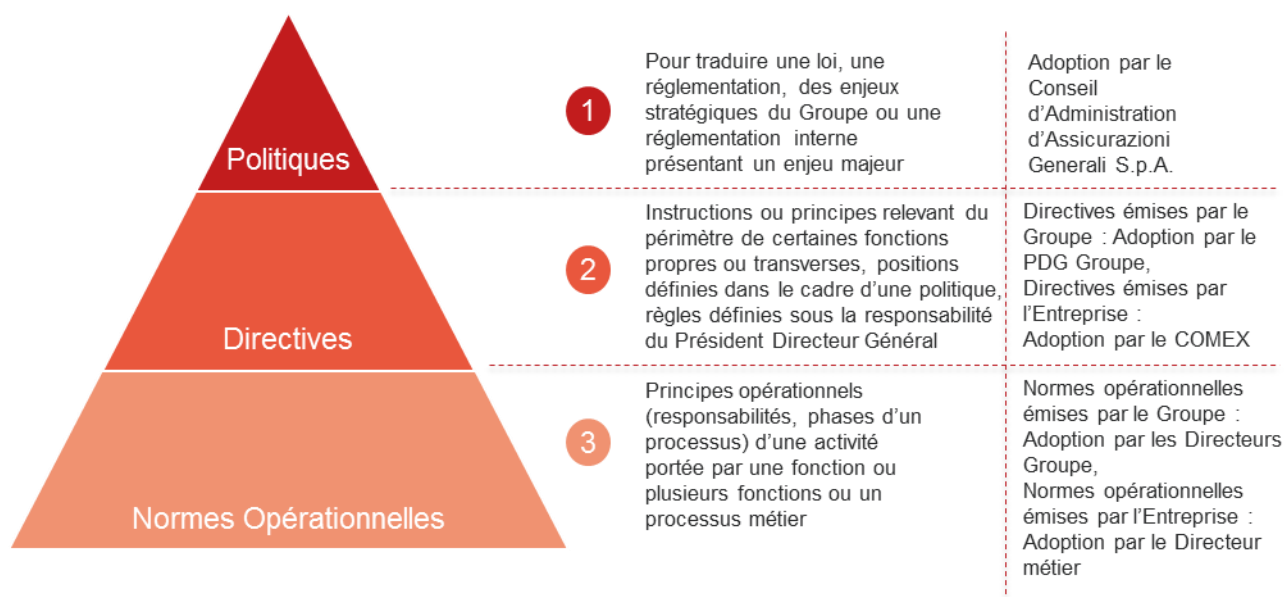 Politiques
1
Pour traduire une loi, une
réglementation, des enjeux
stratégiques du Groupe ou une
réglementation interne
présentant un enjeu majeur
Adoption par le
Conseil
d’Administration
d’Assicurazioni
Generali S.p.A.
Directives
2
Instructions ou principes relevant du
périmètre de certaines fonctions
propres ou transverses, positions
définies dans le cadre d’une politique,
règles définies sous la responsabilité
du Président Directeur Général
Directives émises par le
Groupe : Adoption par le
PDG Groupe,
Directives émises par
l’Entreprise :
Adoption par le COMEX
Normes Opérationnelles
3
Principes opérationnels
(responsabilités, phases d’un
processus) d’une activité
portée par une fonction ou
plusieurs fonctions ou un
processus métier
Normes opérationnelles
émises par le Groupe :
Adoption par les Directeurs
Groupe,
Normes opérationnelles
émises par l’Entreprise :
Adoption par le Directeur
métier